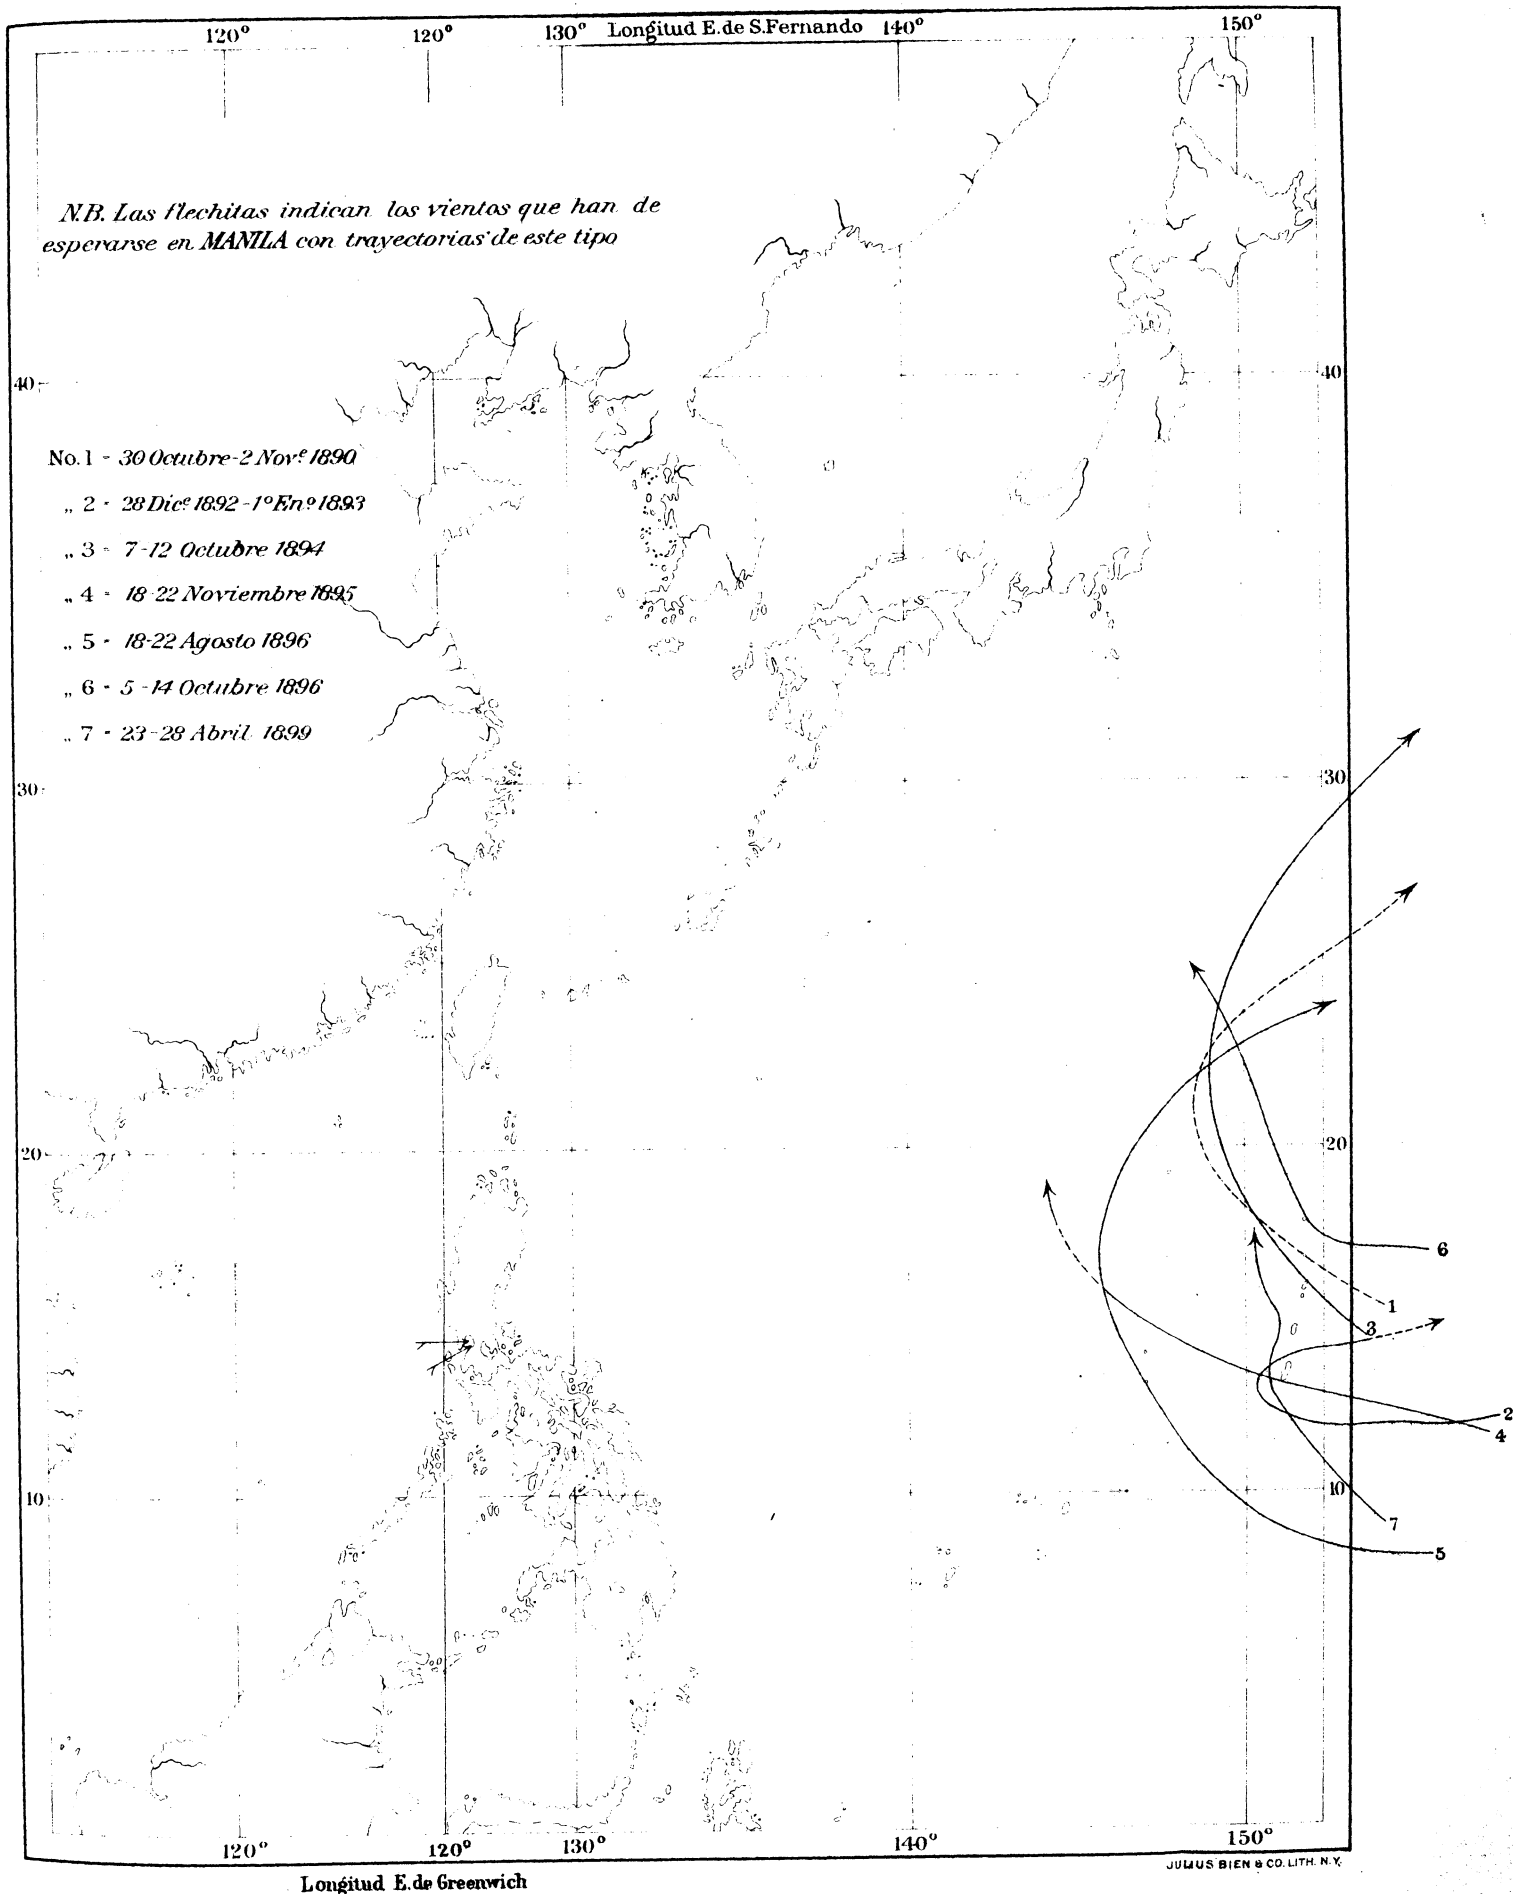 120° 120° 130° Longitud E. de S. Fernando 140° 150°
N.B. Las flechitas indican los vientos que han de
esperarse en MANILA con trayectorias de este tipo
40 40
No. 1 - 30 Octubre - 2 Nov.e 1890
„ 2 - 28 Dic.e 1892 - 1º En.o 1893
„ 3 - 7-12 Octubre 1894
„ 4 - 18-22 Noviembre 1895
„ 5 - 18-22 Agosto 1896
„ 6 - 5-14 Octubre 1896
„ 7 - 23-28 Abril 1899
30 30
20 20
6
1
3
2
4
10 10
7
5
120° 120° 130° 140° 150°
JULIUS BIEN & CO. LITH. N.Y.
Longitud E. de Greenwich